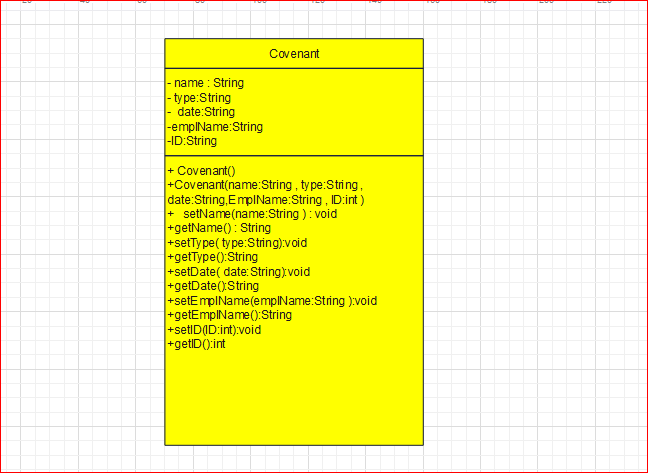 Covenant
- name : String
- type:String
-  date:String
-emplName:String
-ID:String
+ Covenant()
+Covenant(name:String , type:String ,
date:String,EmplName:String , ID:int )
+   setName(name:String ) : void
+getName() : String
+setType( type:String):void
+getType():String
+setDate( date:String):void
+getDate():String
+setEmplName(emplName:String ):void
+getEmplName():String
+setID(ID:int):void
+getID():int